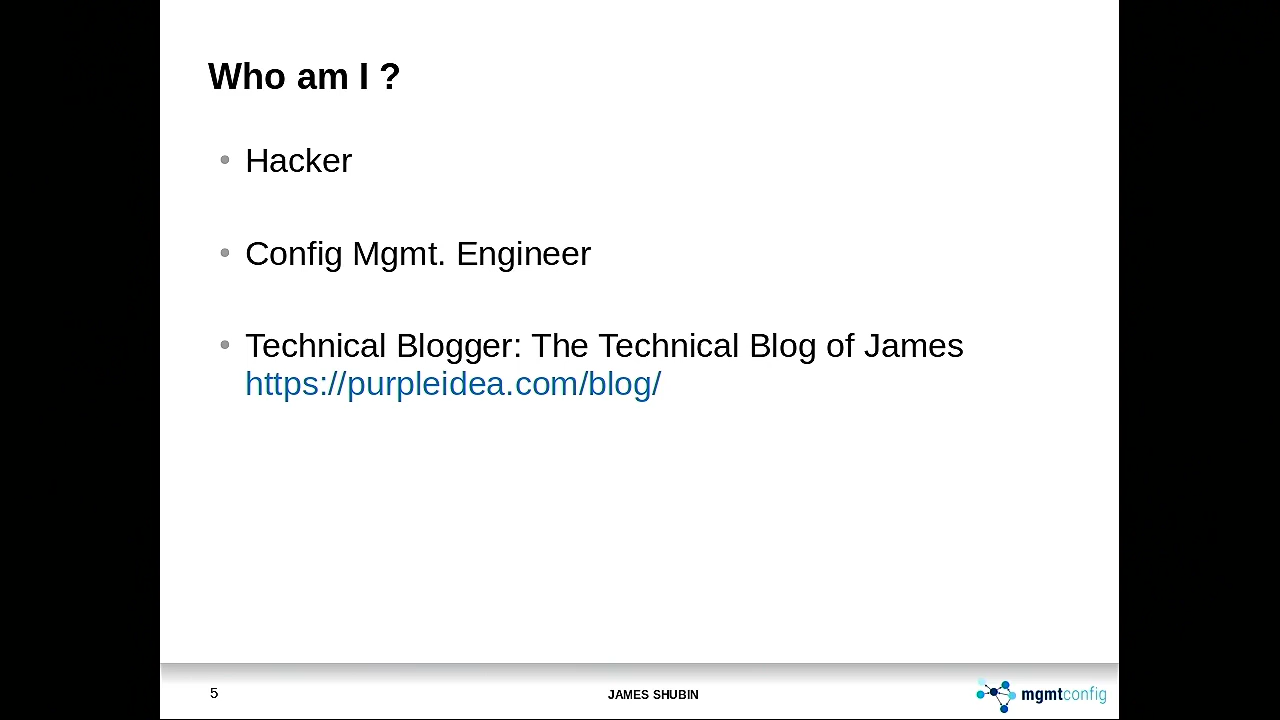 Who am I ?
• Hacker
• Config Mgmt. Engineer
• Technical Blogger: The Technical Blog of James
https://purpleidea.com/blog/
5
JAMES SHUBIN
mgmtconfig